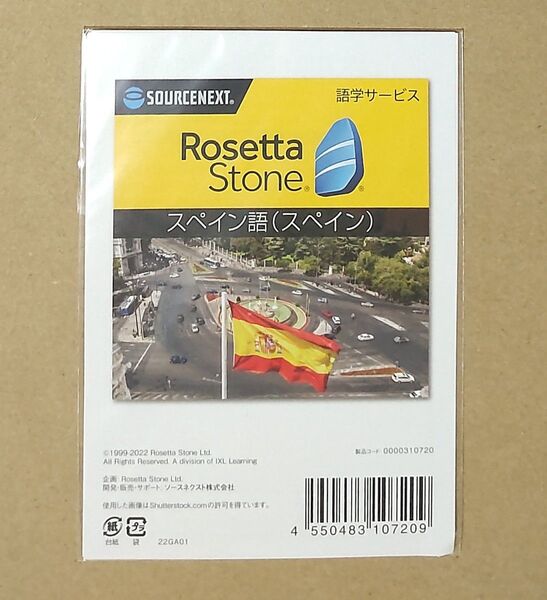 SOURCENEXT®
語学サービス
Rosetta
Stone®
スペイン語(スペイン)
©1999-2022 Rosetta Stone Ltd.
All Rights Reserved. A division of IXL Learning
製品コード: 0000310720
企画: Rosetta Stone Ltd.
開発・販売・サポート: ソースネクスト株式会社
使用した画像はShutterstock.comの許可を得ています。
紙
台紙
プラ
袋
22GA01
4 550483 107209